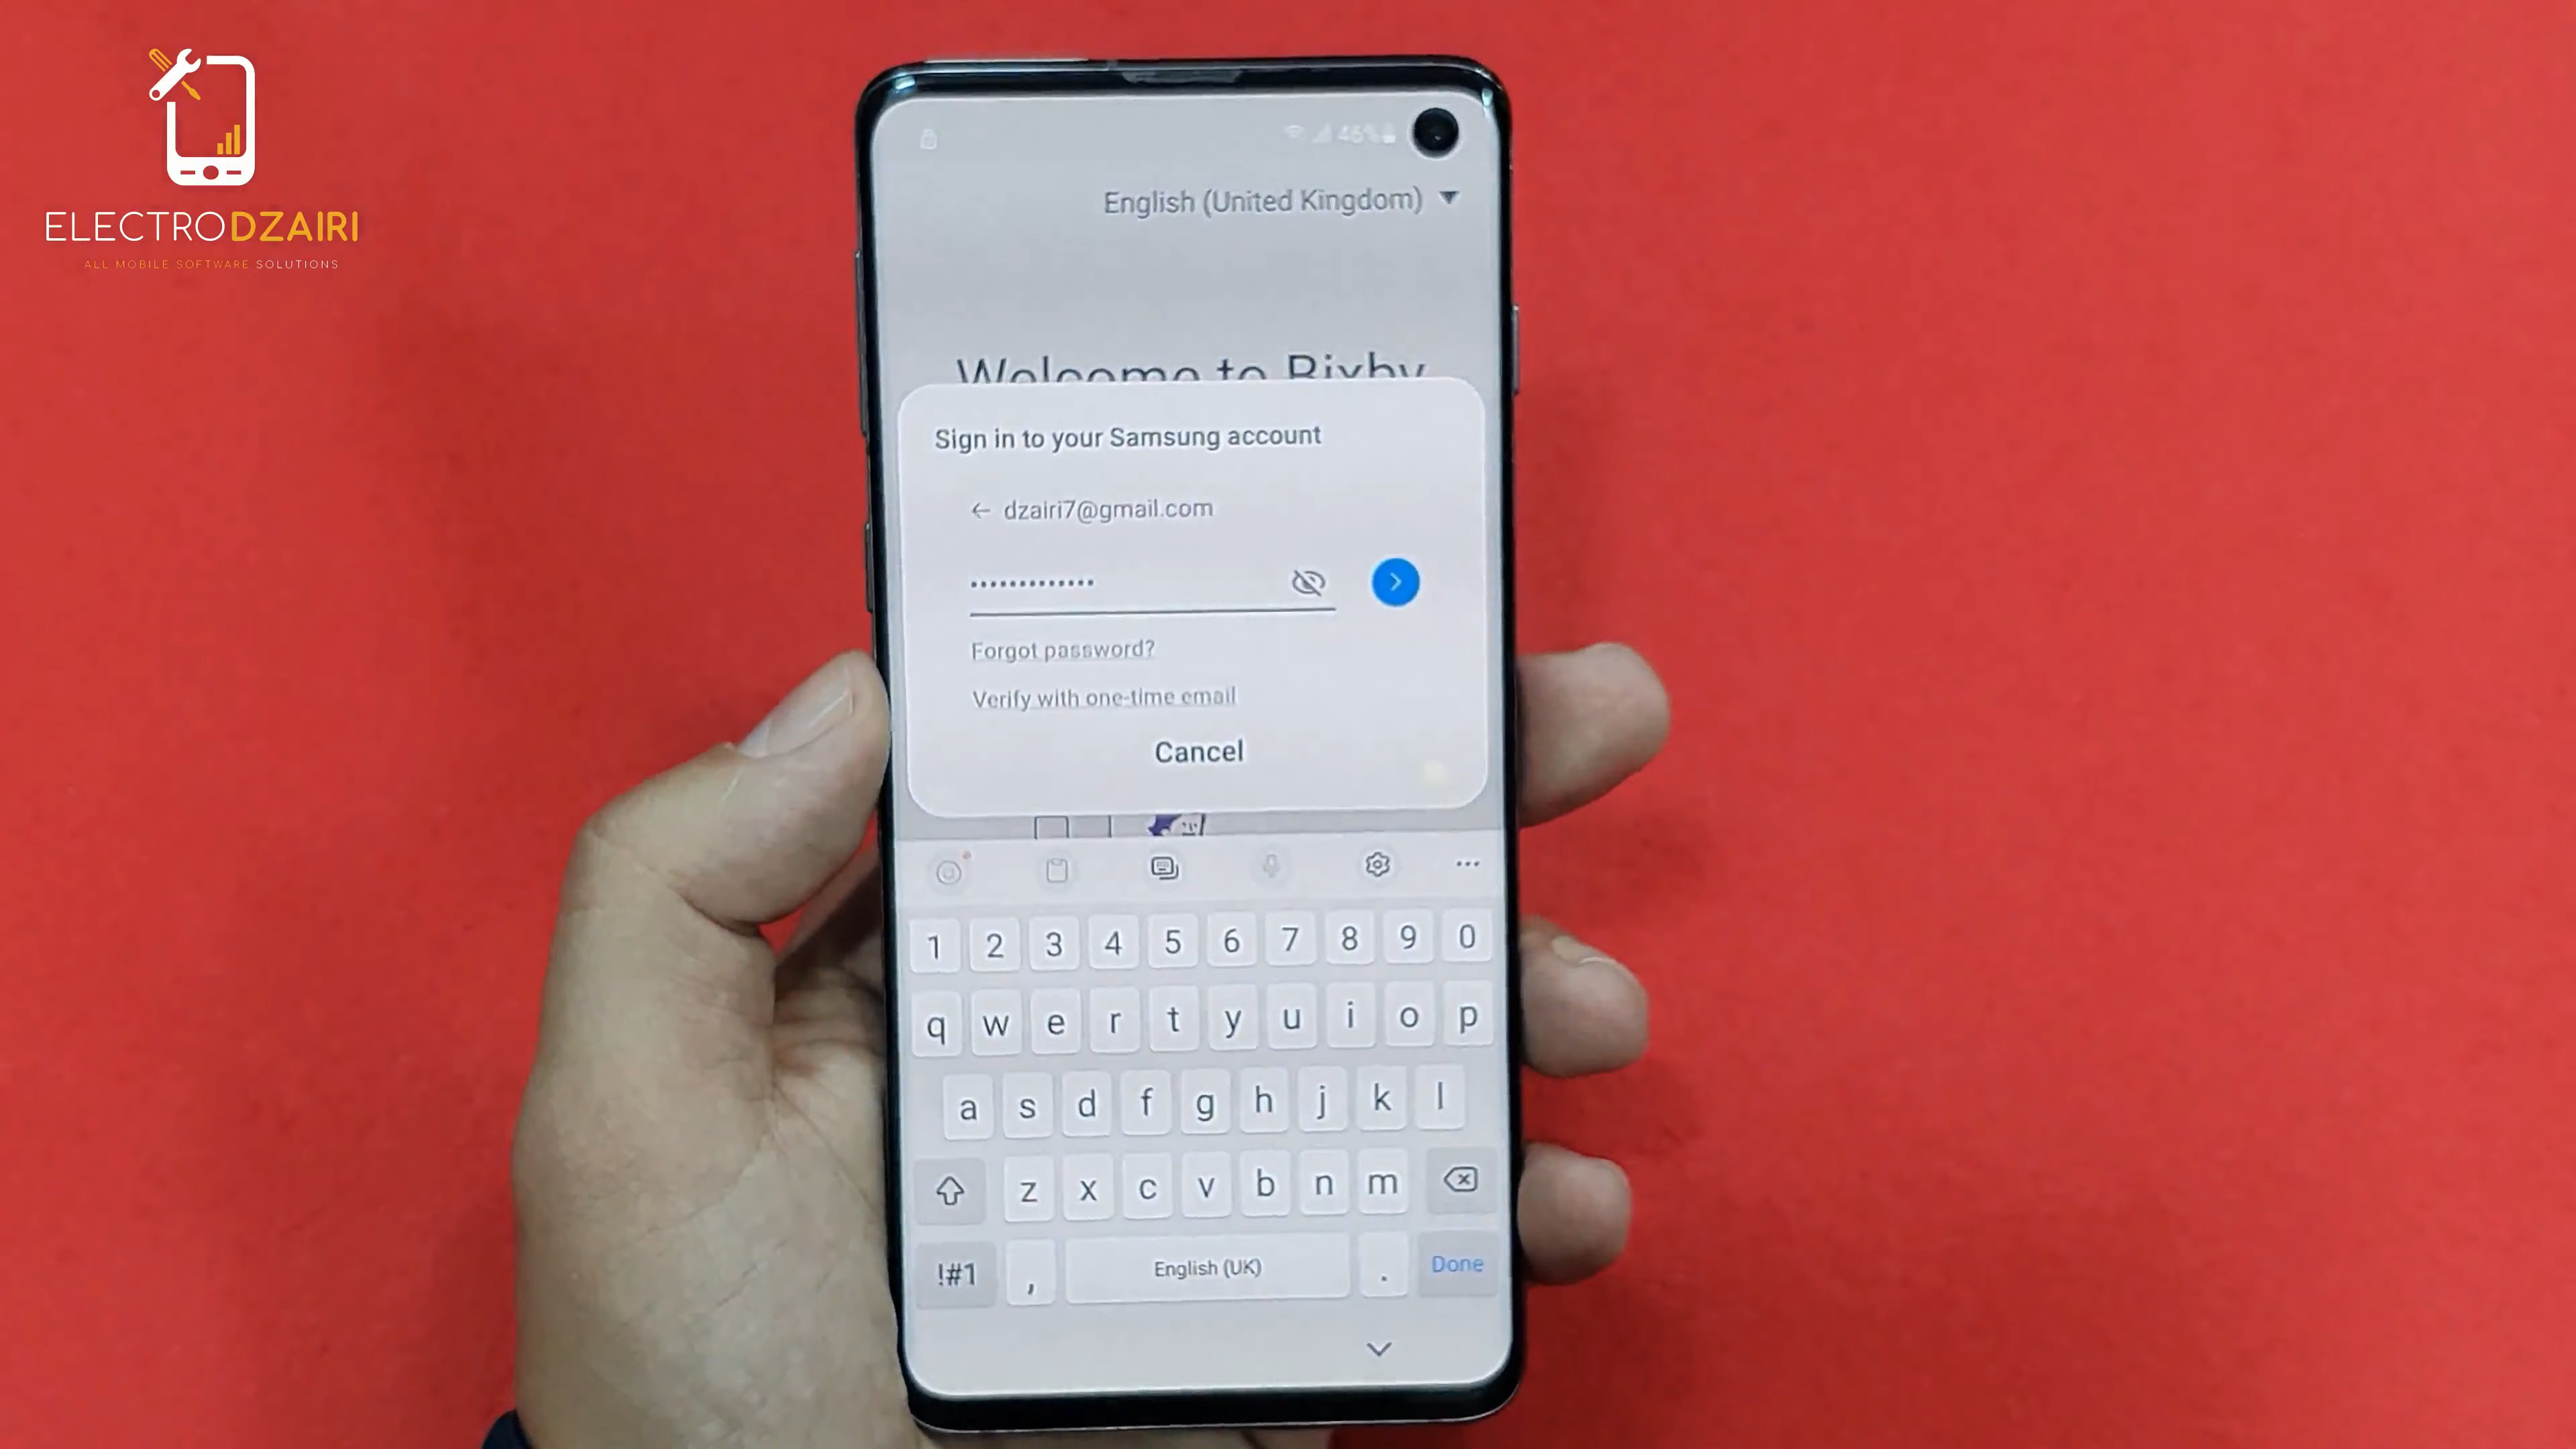 ELECTRODZAIRI
ALL MOBILE SOFTWARE SOLUTIONS
46%
English (United Kingdom)
Welcome to Bixby
Sign in to your Samsung account
dzairi7@gmail.com
Forgot password?
Verify with one-time email
Cancel
1 2 3 4 5 6 7 8 9 0
q w e r t y u i o p
a s d f g h j k l
z x c v b n m
!#1 , English (UK) . Done